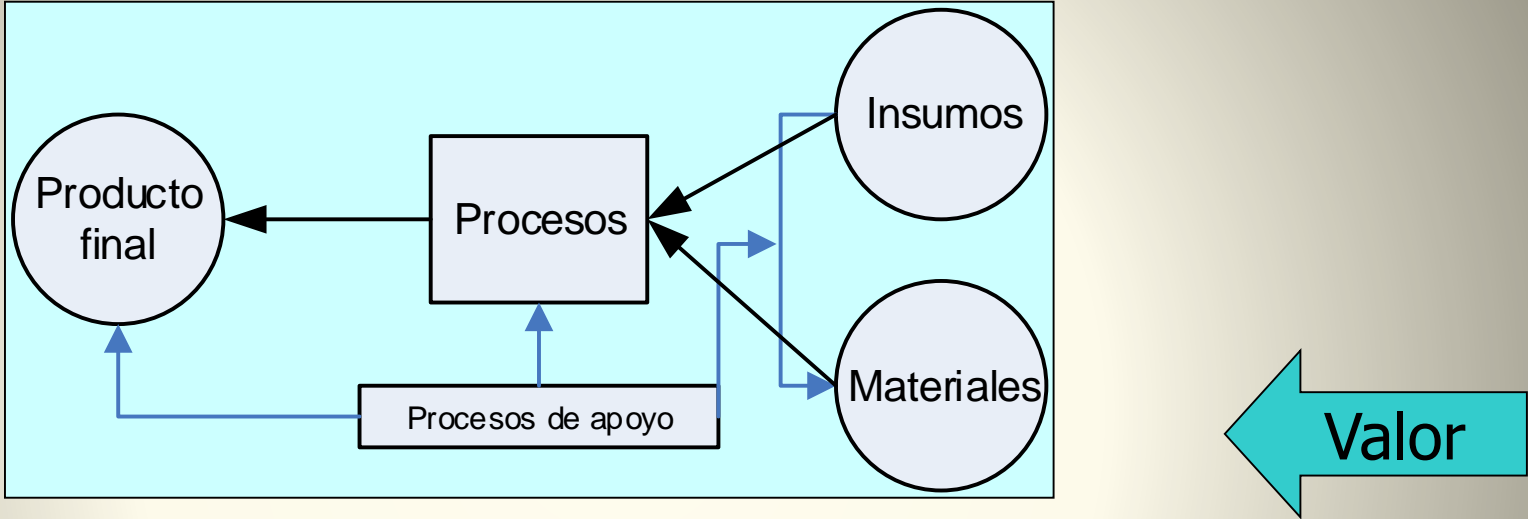 Insumos
Producto
final
Procesos
Materiales
Procesos de apoyo
Valor